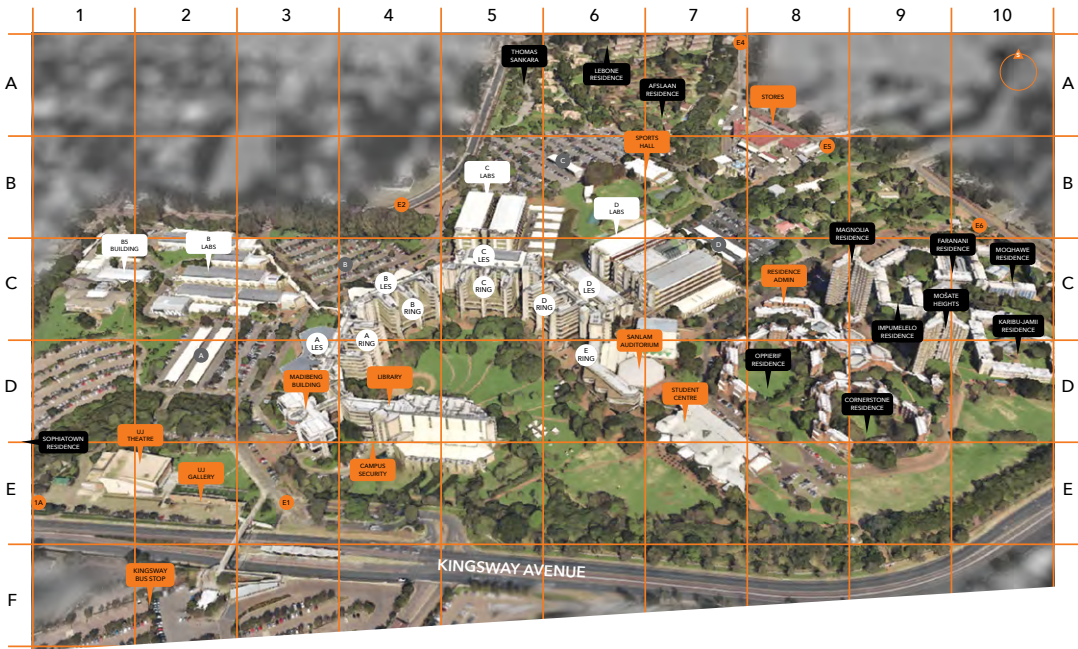 1 2 3 4 5 6 7 8 9 10
A
A
S
E4
THOMAS
SANKARA
LEBONE
RESIDENCE
AFSLAAN
RESIDENCE
STORES
B
B
SPORTS
HALL
E5
C
C
LABS
E2
D
LABS
E6
MAGNOLIA
RESIDENCE
BS
BUILDING
B
LABS
D
FARANANI
RESIDENCE
MOQHAWE
RESIDENCE
C
C
C
LES
B
B
LES
C
RING
D
LES
RESIDENCE
ADMIN
B
RING
D
RING
MOŠATE
HEIGHTS
IMPUMELELO
RESIDENCE
KARIBU-JAMII
RESIDENCE
A
LES
A
RING
SANLAM
AUDITORIUM
A
E
RING
OPPIERIF
RESIDENCE
D
D
MADIBENG
BUILDING
LIBRARY
STUDENT
CENTRE
CORNERSTONE
RESIDENCE
SOPHIATOWN
RESIDENCE
UJ
THEATRE
UJ
GALLERY
CAMPUS
SECURITY
E
E
1A
E1
KINGSWAY AVENUE
KINGSWAY
BUS STOP
F
F